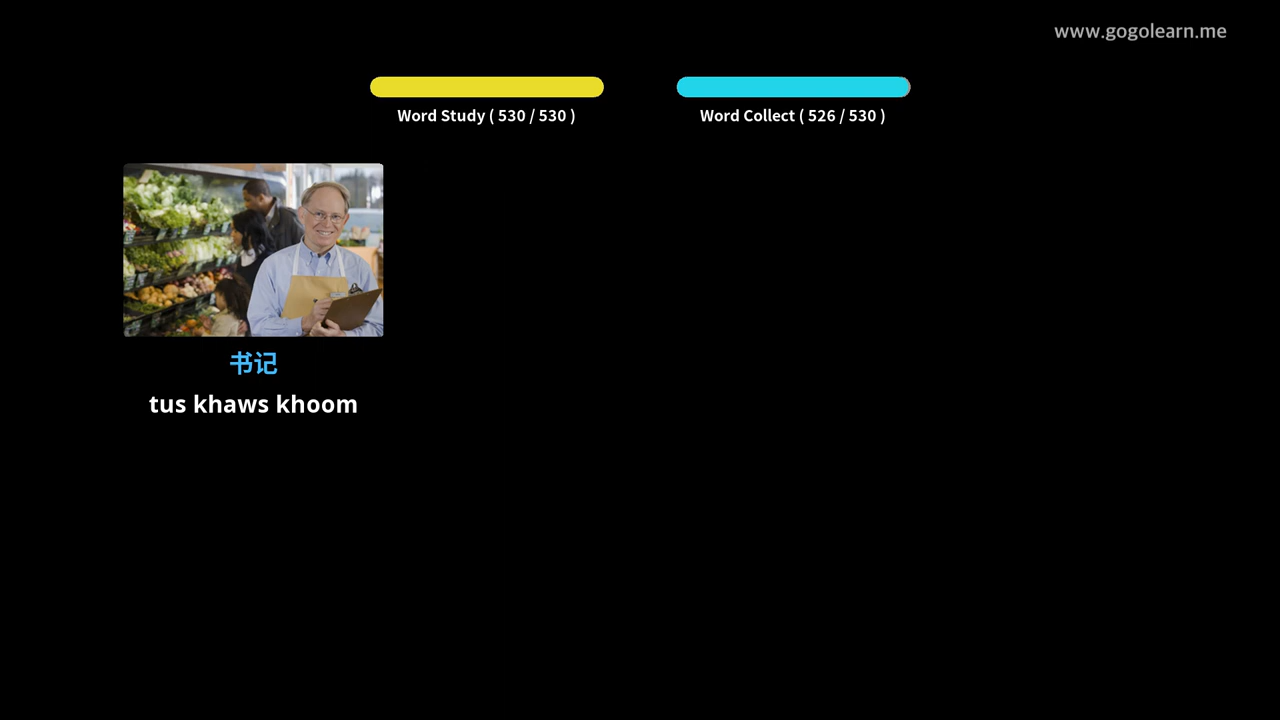 www.gogolearn.me
Word Study ( 530 / 530 )
Word Collect ( 526 / 530 )
书记
tus khaws khoom